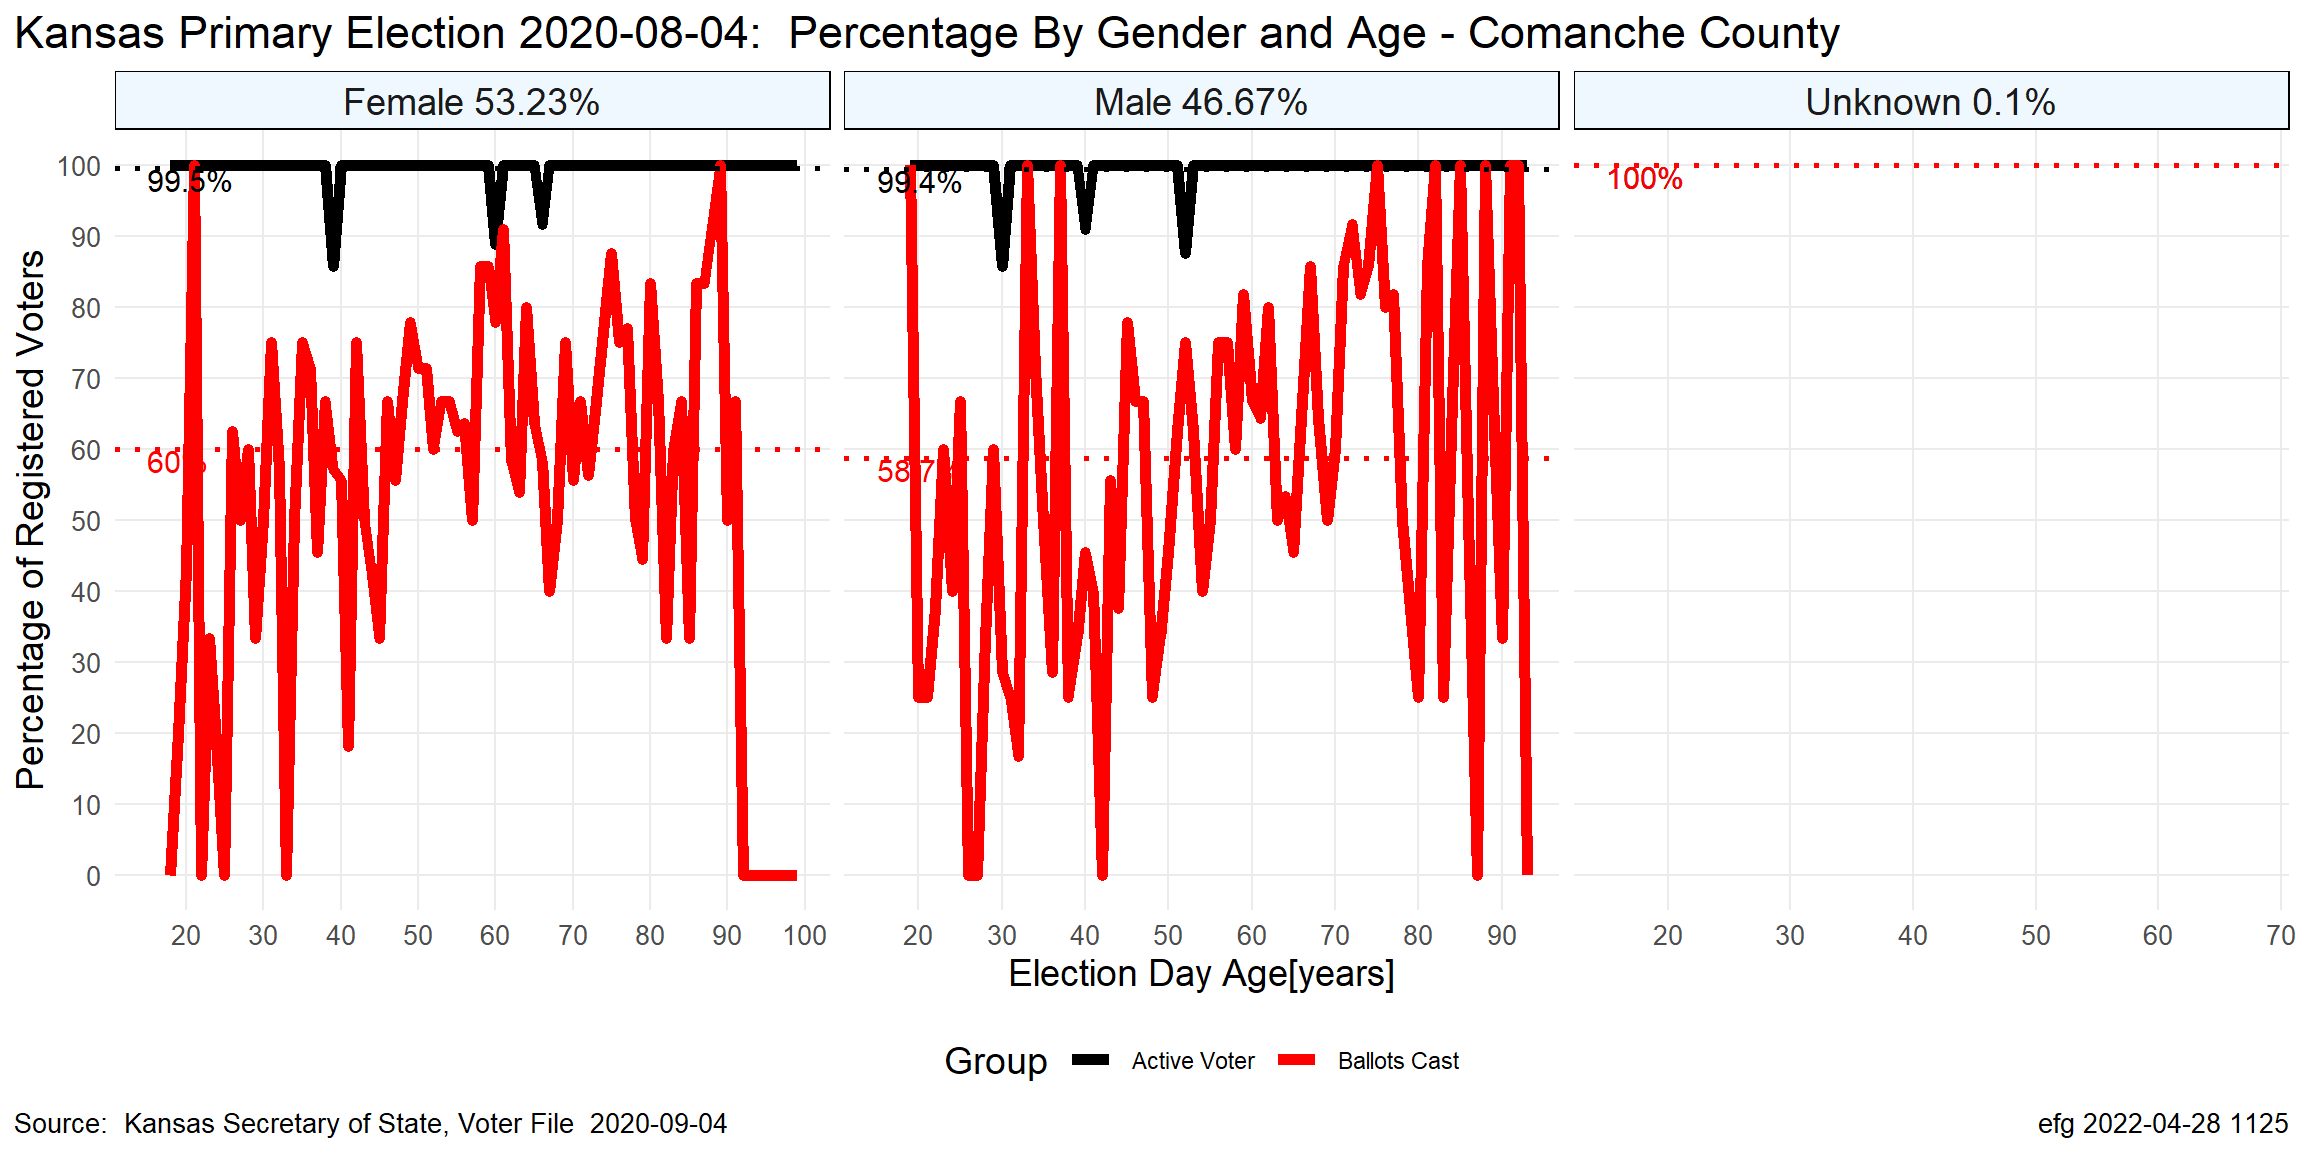 Kansas Primary Election 2020-08-04:  Percentage By Gender and Age - Comanche County
Female 53.23%
Male 46.67%
Unknown 0.1%
Percentage of Registered Voters
100
90
80
70
60
50
40
30
20
10
0
99.5%
60%
99.4%
58.7%
100%
20 30 40 50 60 70 80 90 100
20 30 40 50 60 70 80 90
20 30 40 50 60 70
Election Day Age[years]
Group Active Voter Ballots Cast
Source:  Kansas Secretary of State, Voter File  2020-09-04
efg 2022-04-28 1125